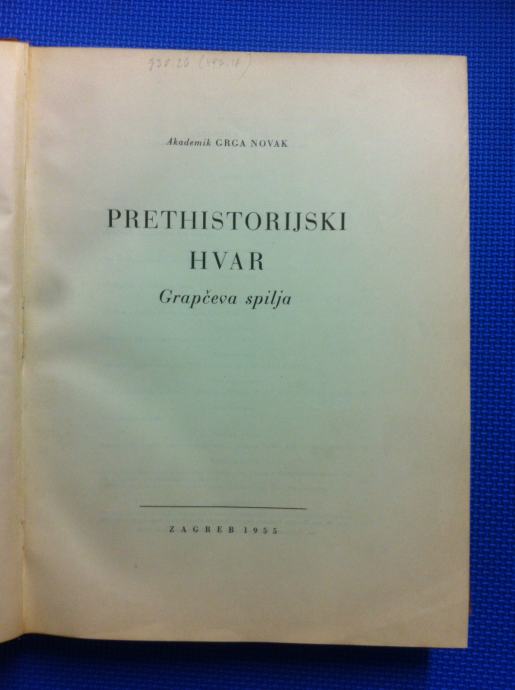 Akademik GRGA NOVAK
PRETHISTORIJSKI
HVAR
Grapčeva spilja
ZAGREB 1955